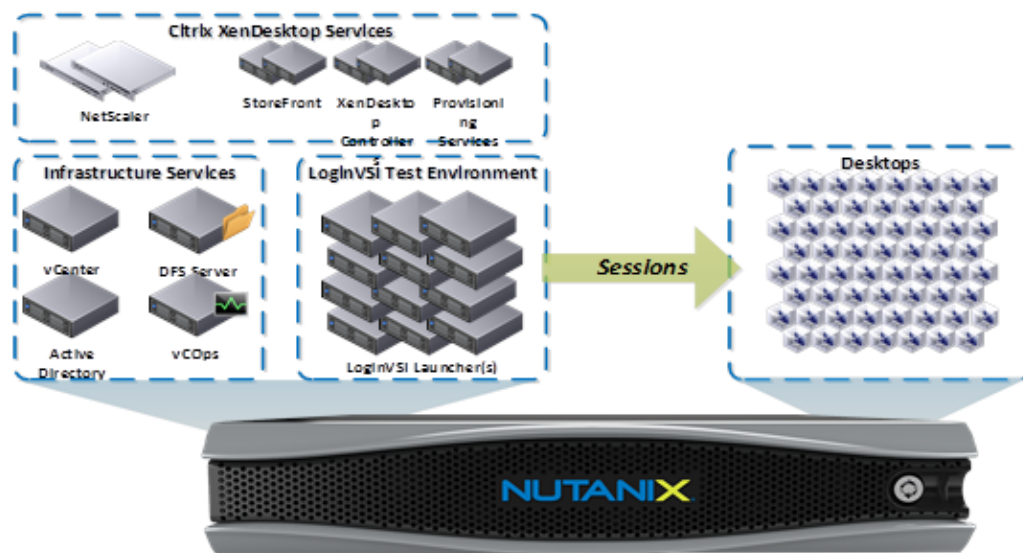 Citrix XenDesktop Services
NetScaler
StoreFront
XenDeskto
p
Controller
s
Provisioni
ng
Services
Infrastructure Services
vCenter
DFS Server
Active
Directory
vCOps
LoginVSI Test Environment
LoginVSI Launcher(s)
Sessions
Desktops
NUTANIX